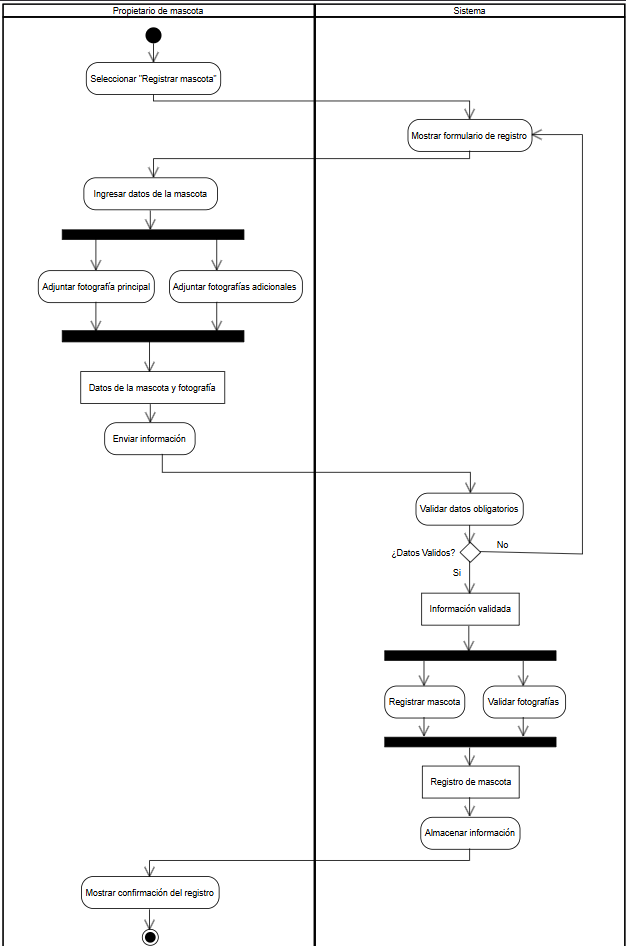 Propietario de mascota
Sistema
Seleccionar "Registrar mascota"
Mostrar formulario de registro
Ingresar datos de la mascota
Adjuntar fotografía principal
Adjuntar fotografías adicionales
Datos de la mascota y fotografía
Enviar información
Validar datos obligatorios
¿Datos Validos?
No
Si
Información validada
Registrar mascota
Validar fotografías
Registro de mascota
Almacenar información
Mostrar confirmación del registro